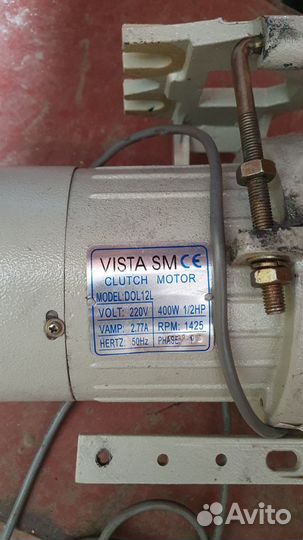 VISTA SM CE
CLUTCH MOTOR
MODEL:DOL12L
VOLT: 220V 400W 1/2HP
VAMP: 2.77A RPM: 1425
HERTZ: 50Hz PHASE:
Avito